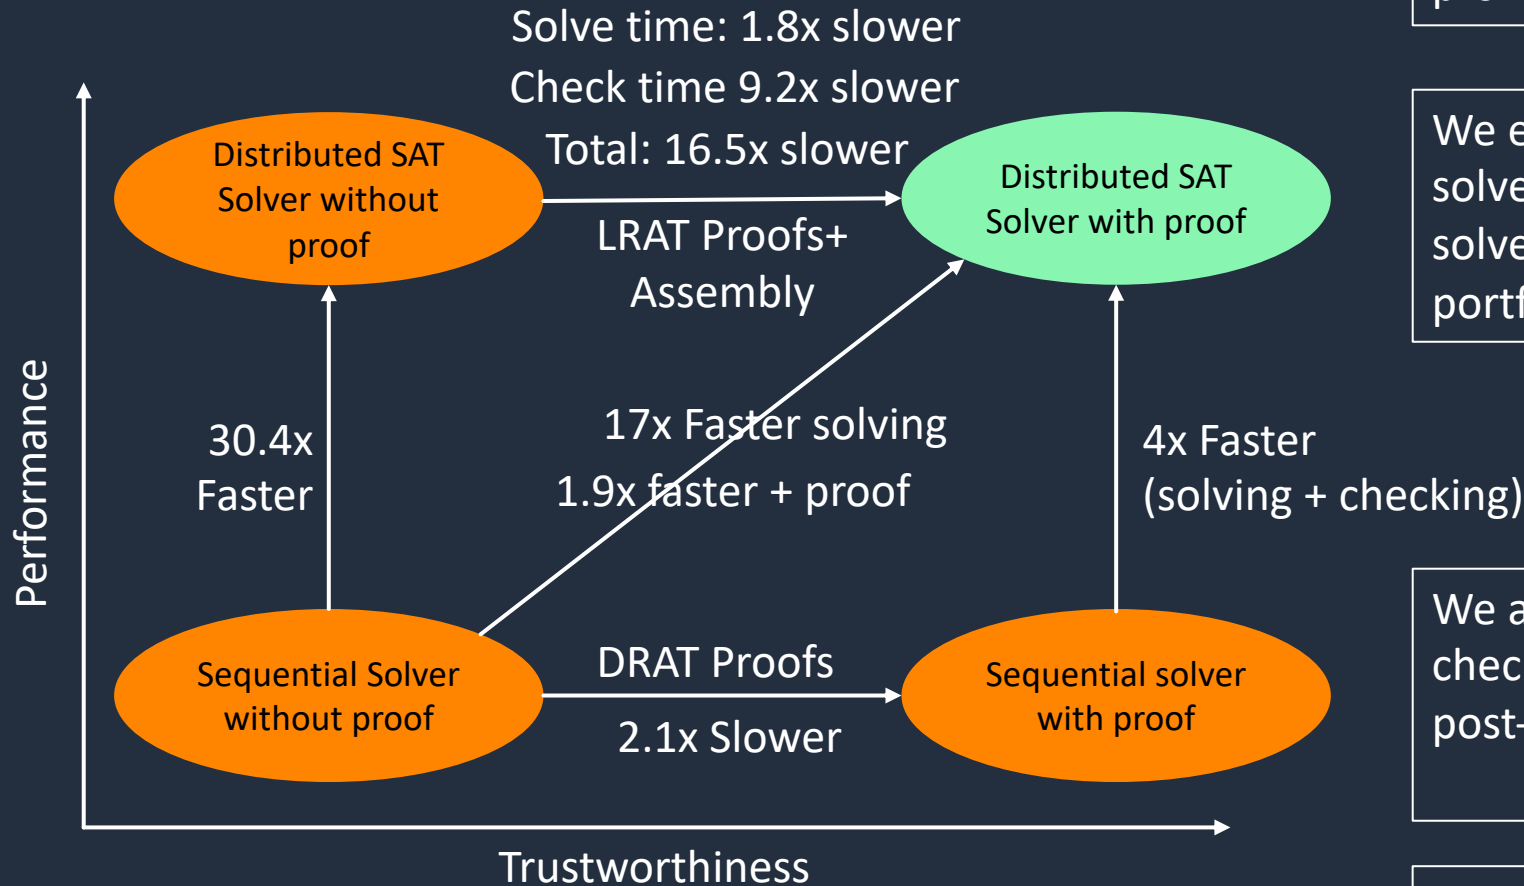 Solve time: 1.8x slower
Check time 9.2x slower
Total: 16.5x slower
Distributed SAT
Solver without
proof
Distributed SAT
Solver with proof
LRAT Proofs+
Assembly
Performance
30.4x
Faster
17x Faster solving
1.9x faster + proof
4x Faster
(solving + checking)
Sequential Solver
without proof
DRAT Proofs
2.1x Slower
Sequential solver
with proof
Trustworthiness
We e
solve
solve
portf
We a
chec
post-